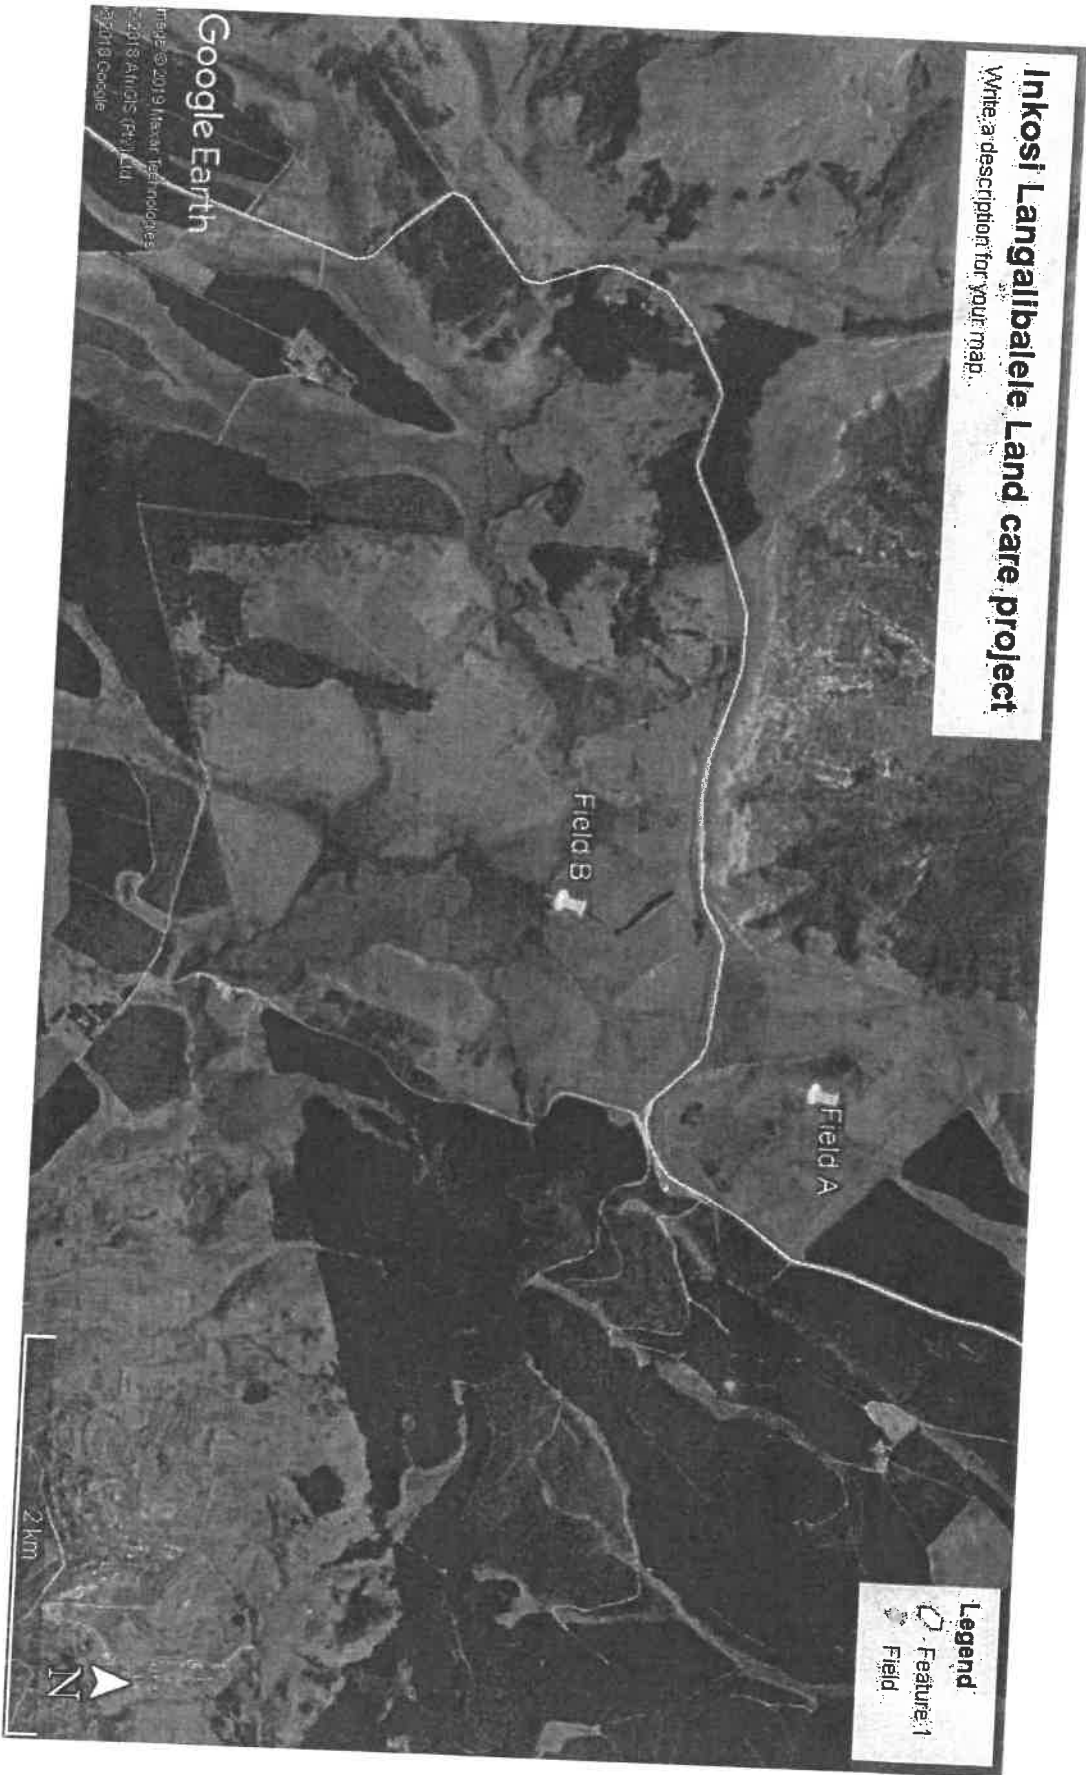 Inkosi Langalibalele Land care project
Write a description for your map.
Legend
Feature 1
Field
Field A
Field B
Google Earth
Image © 2019 Maxar Technologies
© 2018 AfriGIS (Pty) Ltd.
© 2018 Google
N
2 km